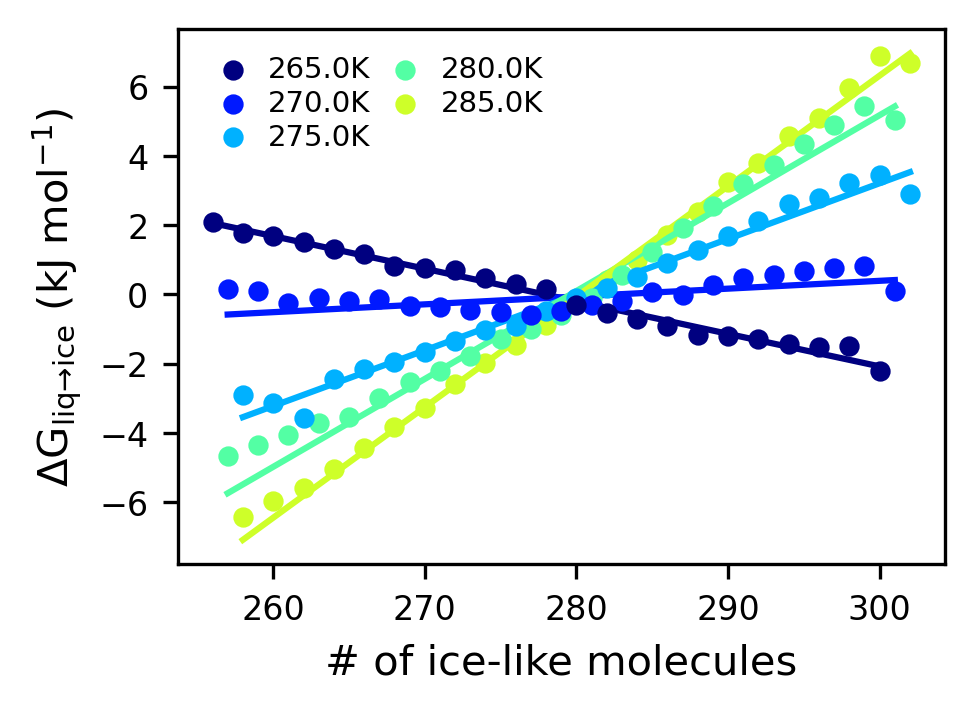 265.0K
270.0K
275.0K
280.0K
285.0K
6
4
2
0
−2
−4
−6
ΔGliq→ice (kJ mol−1)
260 270 280 290 300
# of ice-like molecules